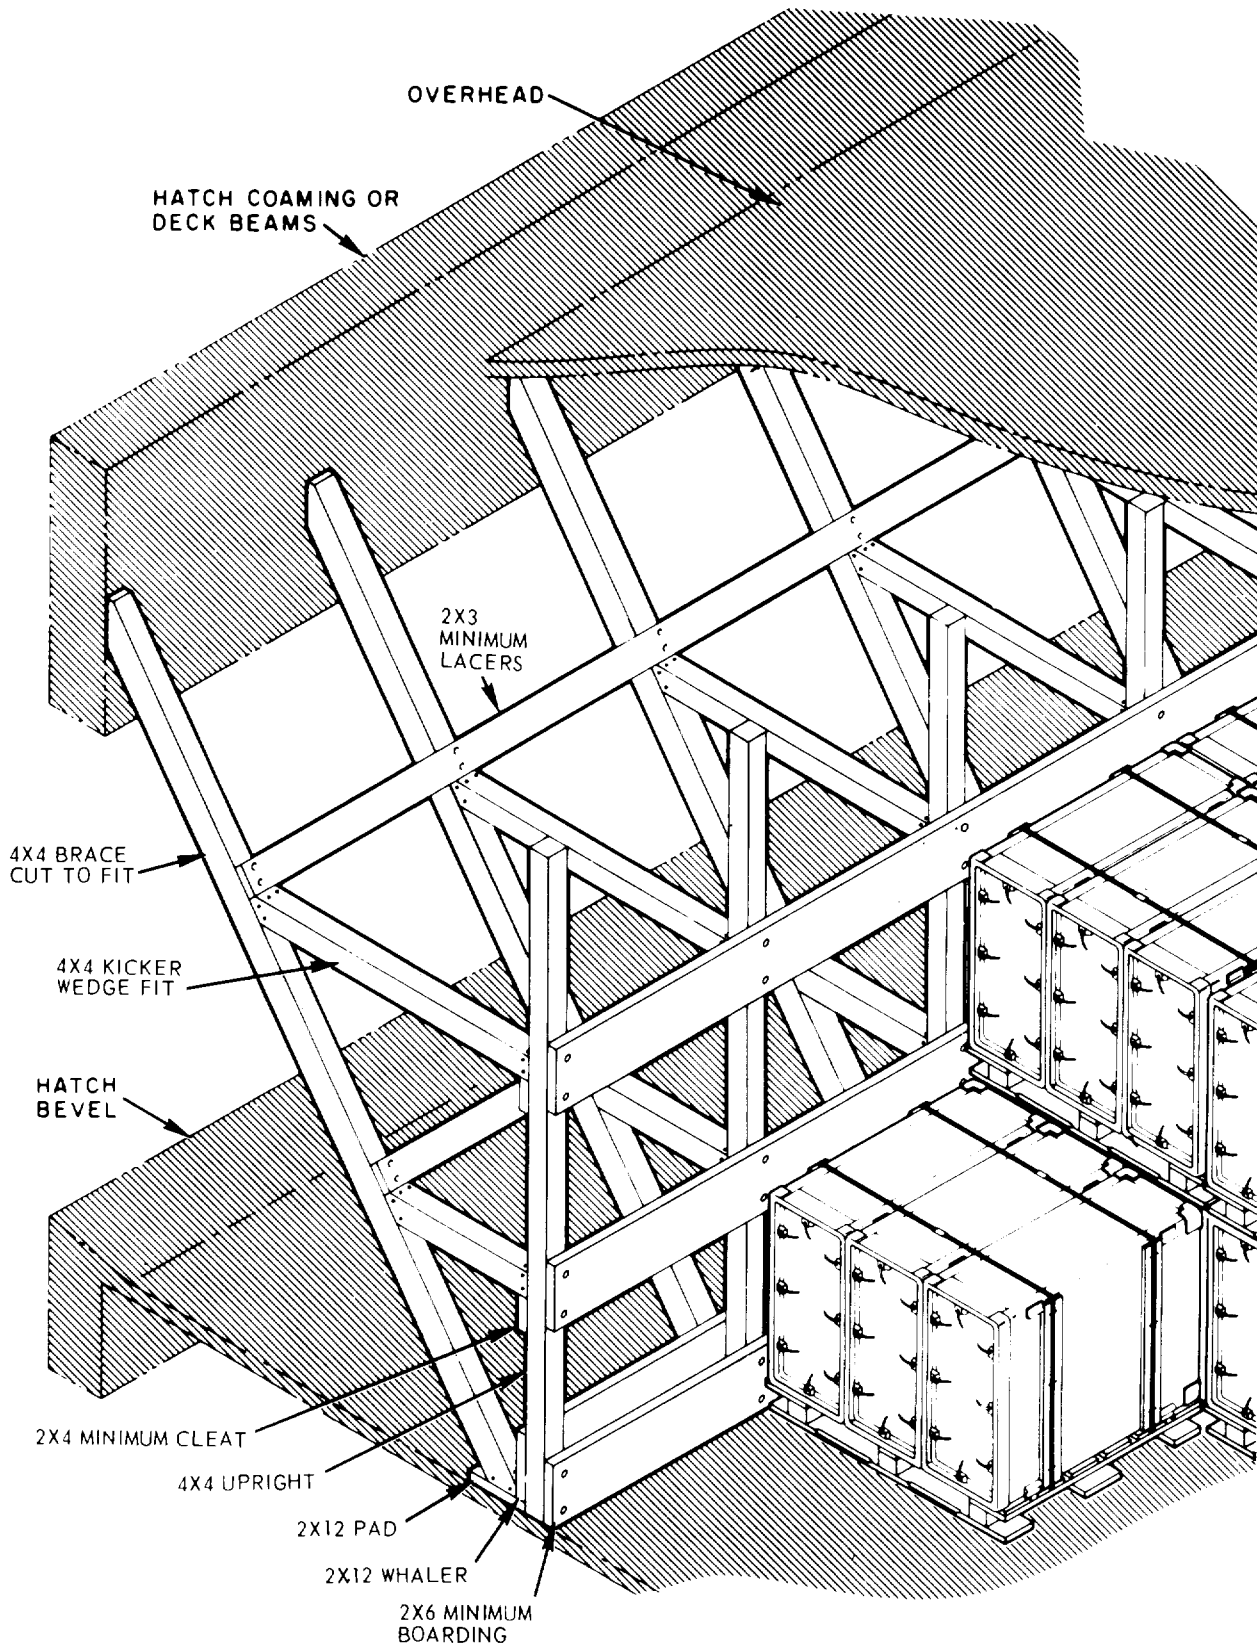 OVERHEAD
HATCH COAMING OR
DECK BEAMS
2X3
MINIMUM
LACERS
4X4 BRACE
CUT TO FIT
4X4 KICKER
WEDGE FIT
HATCH
BEVEL
2X4 MINIMUM CLEAT
4X4 UPRIGHT
2X12 PAD
2X12 WHALER
2X6 MINIMUM
BOARDING